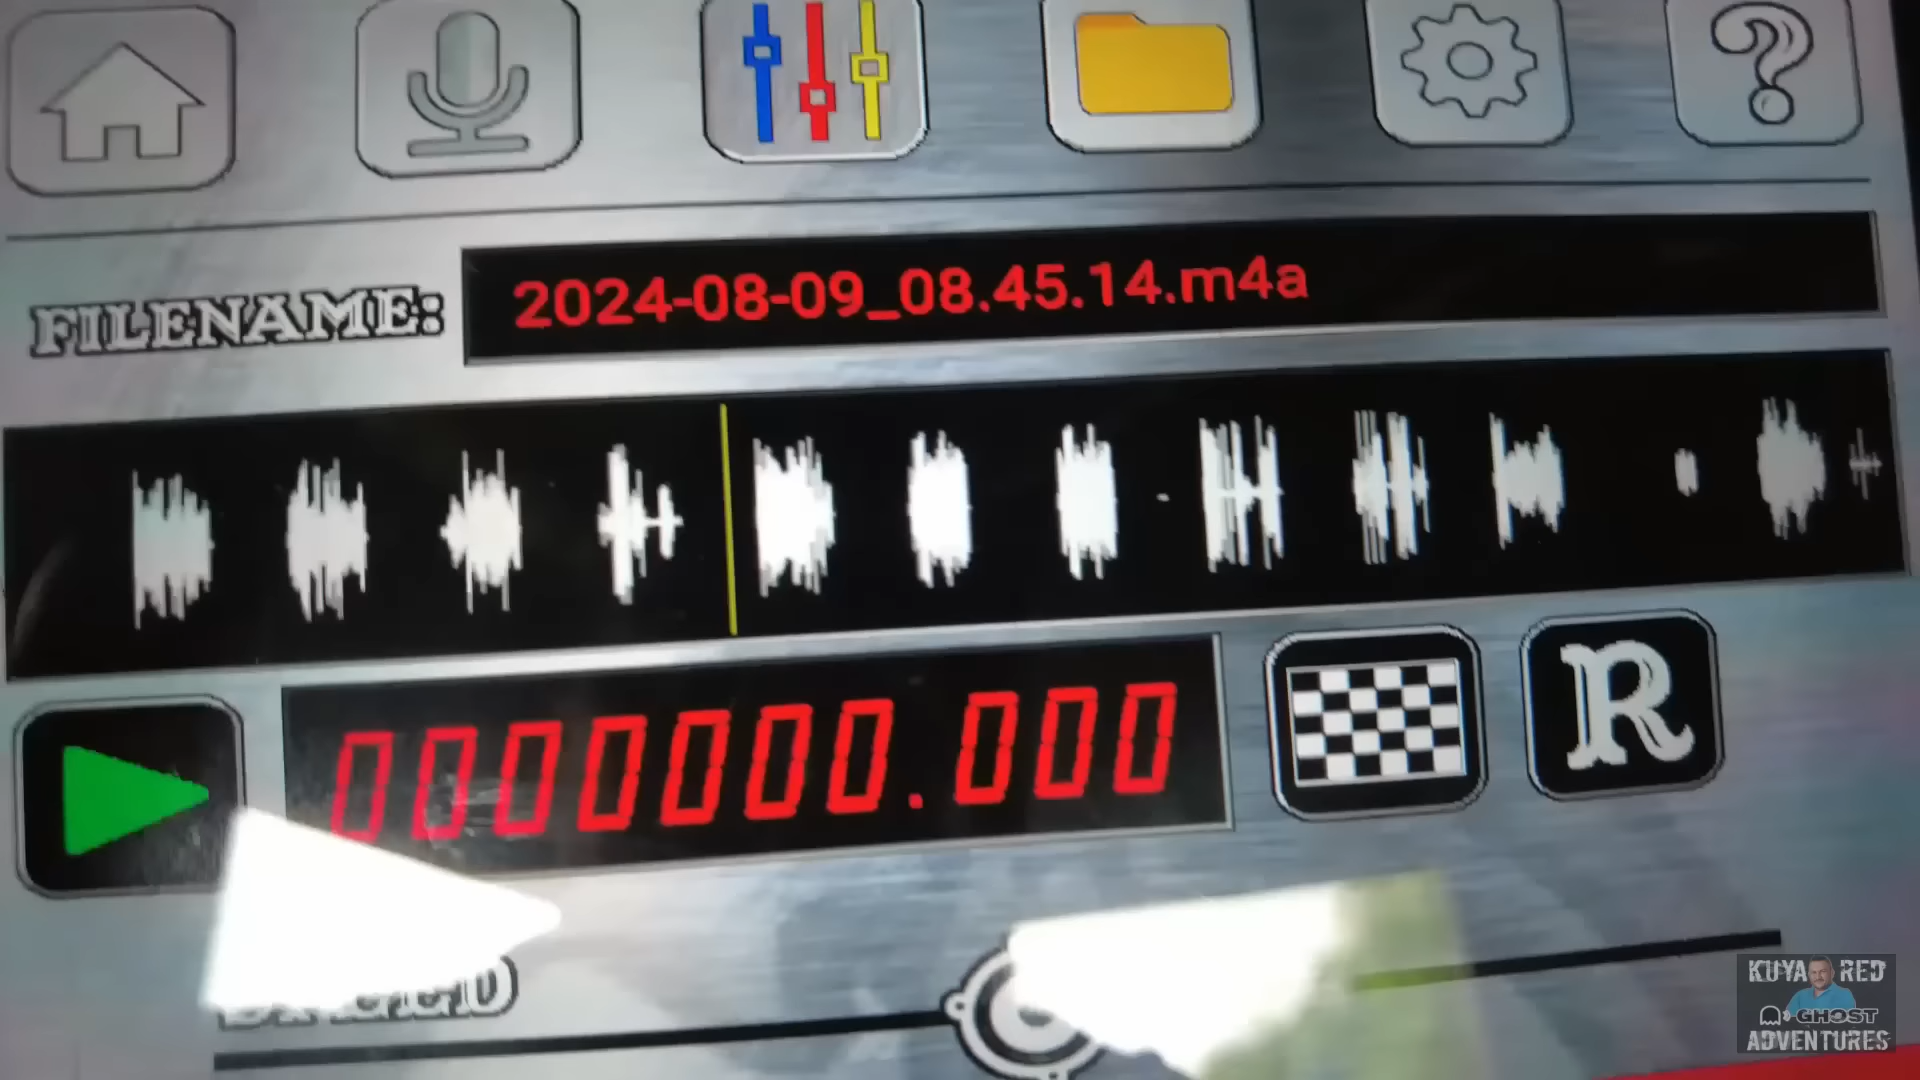 FILENAME:
2024-08-09_08.45.14.m4a
0000000.000
R
KUYA RED
GHOST
ADVENTURES